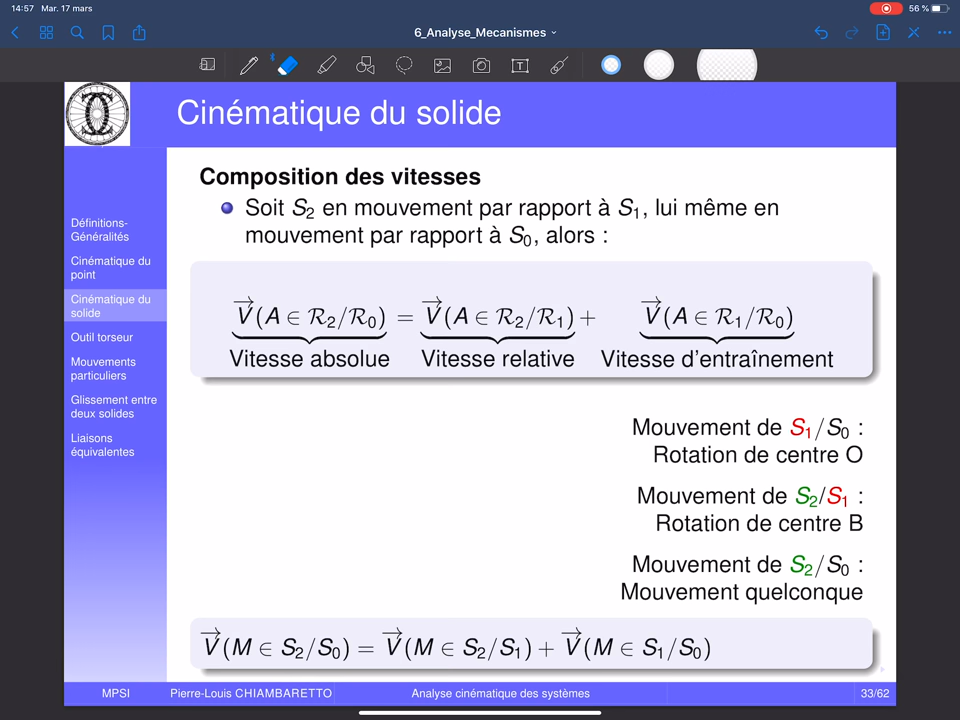 14:57 Mar. 17 mars
56 %
6_Analyse_Mecanismes
Cinématique du solide
Définitions-
Généralités
Cinématique du
point
Cinématique du
solide
Outil torseur
Mouvements
particuliers
Glissement entre
deux solides
Liaisons
équivalentes
Composition des vitesses
Soit S₂ en mouvement par rapport à S₁, lui même en
mouvement par rapport à S₀, alors :
V⃗(A ∈ ℛ₂/ℛ₀) = V⃗(A ∈ ℛ₂/ℛ₁) + V⃗(A ∈ ℛ₁/ℛ₀)
Vitesse absolue Vitesse relative Vitesse d'entraînement
Mouvement de S₁/S₀ :
Rotation de centre O
Mouvement de S₂/S₁ :
Rotation de centre B
Mouvement de S₂/S₀ :
Mouvement quelconque
V⃗(M ∈ S₂/S₀) = V⃗(M ∈ S₂/S₁) + V⃗(M ∈ S₁/S₀)
MPSI Pierre-Louis CHIAMBARETTO Analyse cinématique des systèmes 33/62